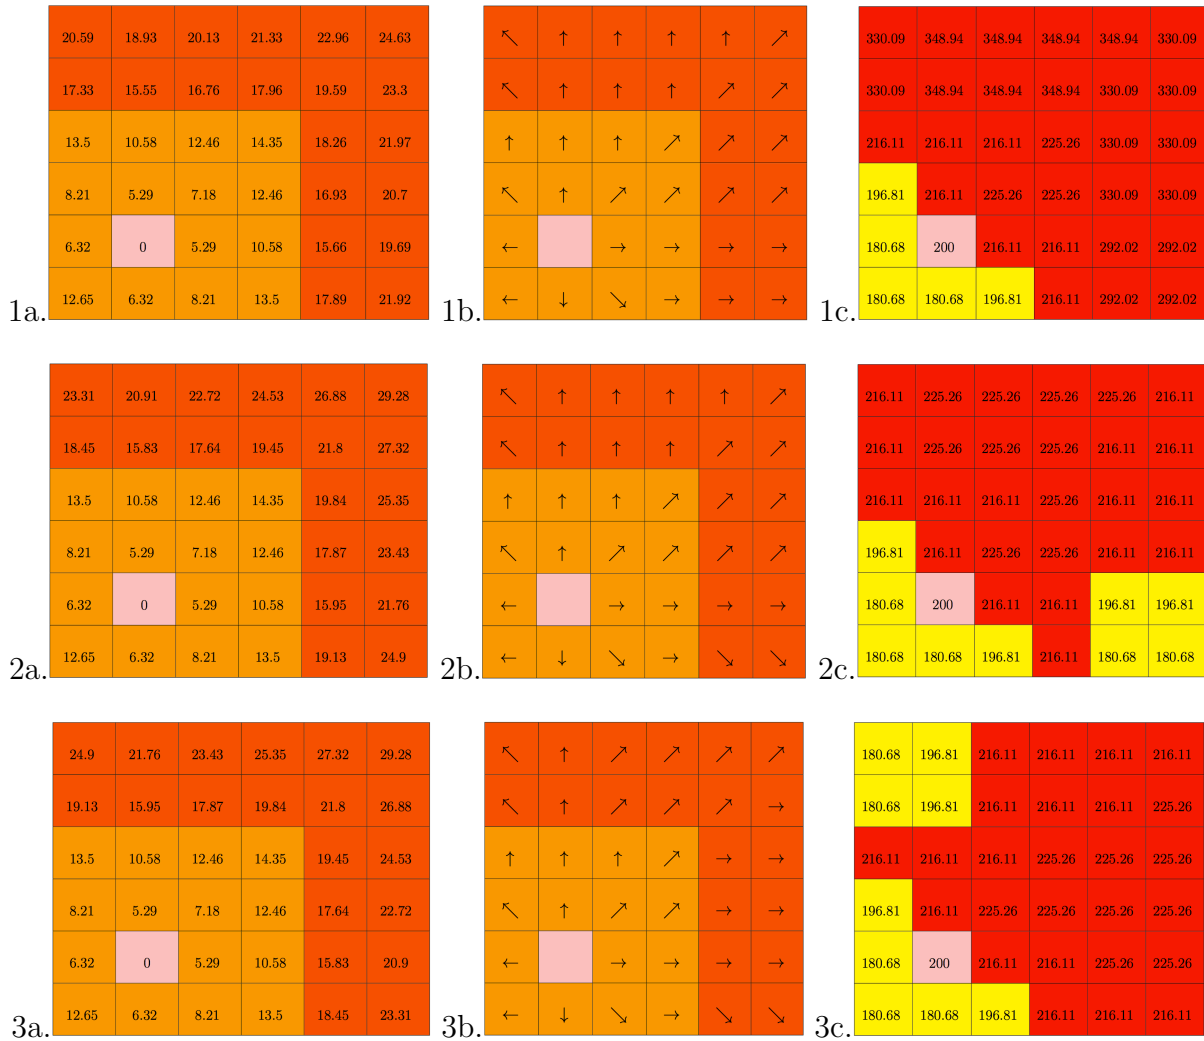 20.59 18.93 20.13 21.33 22.96 24.63 ↖ ↑ ↑ ↑ ↑ ↗ 330.09 348.94 348.94 348.94 348.94 330.09
17.33 15.55 16.76 17.96 19.59 23.3 ↖ ↑ ↑ ↑ ↗ ↗ 330.09 348.94 348.94 348.94 330.09 330.09
13.5 10.58 12.46 14.35 18.26 21.97 ↑ ↑ ↑ ↗ ↗ ↗ 216.11 216.11 216.11 225.26 330.09 330.09
8.21 5.29 7.18 12.46 16.93 20.7 ↖ ↑ ↗ ↗ ↗ ↗ 196.81 216.11 225.26 225.26 330.09 330.09
6.32 0 5.29 10.58 15.66 19.69 ← → → → → 180.68 200 216.11 216.11 292.02 292.02
1a. 12.65 6.32 8.21 13.5 17.89 21.92 1b. ← ↓ ↘ → → → 1c. 180.68 180.68 196.81 216.11 292.02 292.02
23.31 20.91 22.72 24.53 26.88 29.28 ↖ ↑ ↑ ↑ ↑ ↗ 216.11 225.26 225.26 225.26 225.26 216.11
18.45 15.83 17.64 19.45 21.8 27.32 ↖ ↑ ↑ ↑ ↗ ↗ 216.11 225.26 225.26 225.26 216.11 216.11
13.5 10.58 12.46 14.35 19.84 25.35 ↑ ↑ ↑ ↗ ↗ ↗ 216.11 216.11 216.11 225.26 216.11 216.11
8.21 5.29 7.18 12.46 17.87 23.43 ↖ ↑ ↗ ↗ ↗ ↗ 196.81 216.11 225.26 225.26 216.11 216.11
6.32 0 5.29 10.58 15.95 21.76 ← → → → → 180.68 200 216.11 216.11 196.81 196.81
2a. 12.65 6.32 8.21 13.5 19.13 24.9 2b. ← ↓ ↘ → ↘ ↘ 2c. 180.68 180.68 196.81 216.11 180.68 180.68
24.9 21.76 23.43 25.35 27.32 29.28 ↖ ↑ ↗ ↗ ↗ ↗ 180.68 196.81 216.11 216.11 216.11 216.11
19.13 15.95 17.87 19.84 21.8 26.88 ↖ ↑ ↗ ↗ ↗ → 180.68 196.81 216.11 216.11 216.11 225.26
13.5 10.58 12.46 14.35 19.45 24.53 ↑ ↑ ↑ ↗ → → 216.11 216.11 216.11 225.26 225.26 225.26
8.21 5.29 7.18 12.46 17.64 22.72 ↖ ↑ ↗ ↗ → → 196.81 216.11 225.26 225.26 225.26 225.26
6.32 0 5.29 10.58 15.83 20.9 ← → → → → 180.68 200 216.11 216.11 225.26 225.26
3a. 12.65 6.32 8.21 13.5 18.45 23.31 3b. ← ↓ ↘ → ↘ ↘ 3c. 180.68 180.68 196.81 216.11 216.11 216.11